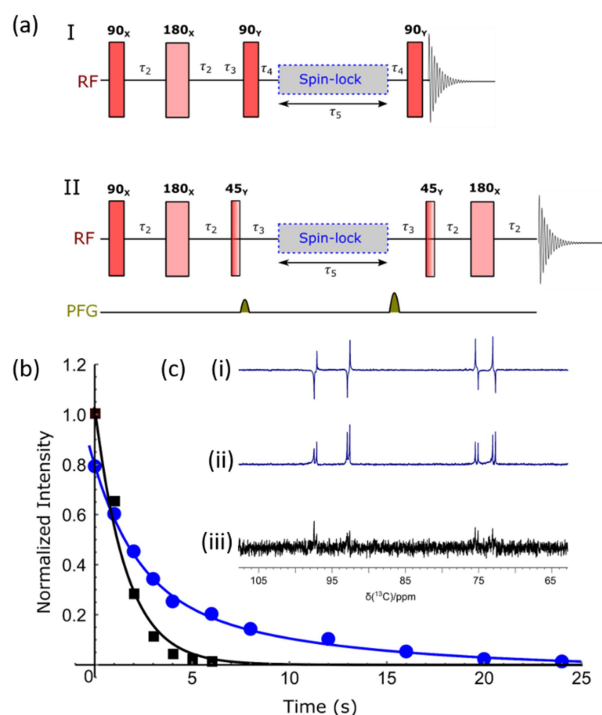 (a)
I
90X 180X 90Y 90Y
RF τ2 τ2 τ3 τ4 Spin-lock τ4
τ5
II
90X 180X 45Y 45Y 180X
RF τ2 τ2 τ3 Spin-lock τ3 τ2 τ2
τ5
PFG
(b) (c) (i)
(ii)
(iii)
105 95 85 75 65
δ(13C)/ppm
Normalized Intensity
1.2
1.0
0.8
0.6
0.4
0.2
0 5 10 15 20 25
Time (s)